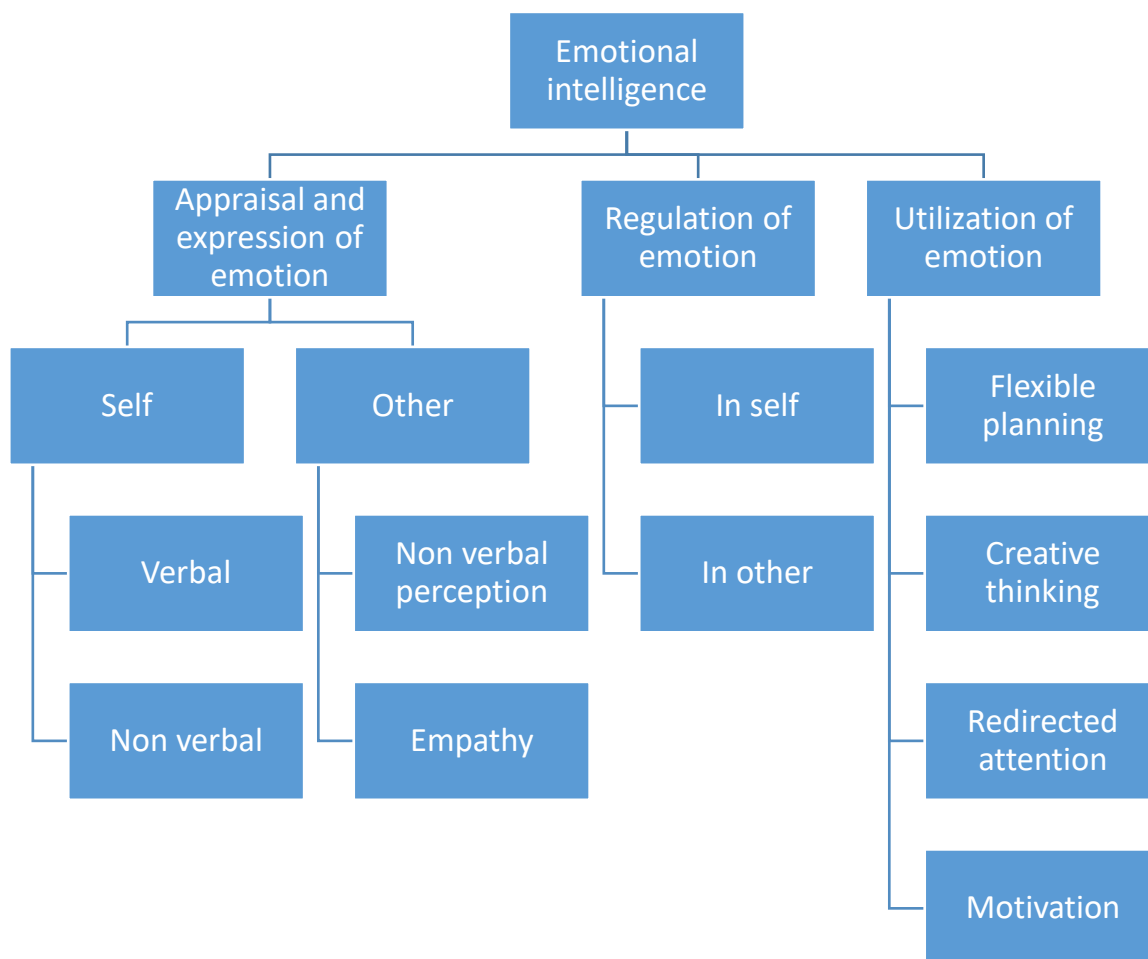 Emotional
intelligence
Appraisal and
expression of
emotion
Regulation of
emotion
Utilization of
emotion
Self
Other
In self
Flexible
planning
Verbal
Non verbal
perception
In other
Creative
thinking
Non verbal
Empathy
Redirected
attention
Motivation